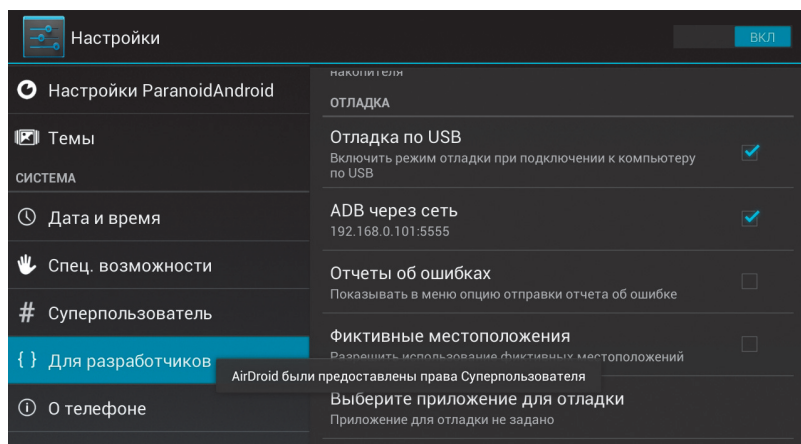 Настройки
ВКЛ
Настройки ParanoidAndroid
Темы
СИСТЕМА
Дата и время
Спец. возможности
# Суперпользователь
{ } Для разработчиков
О телефоне
накопителя
ОТЛАДКА
Отладка по USB
Включить режим отладки при подключении к компьютеру
по USB
ADB через сеть
192.168.0.101:5555
Отчеты об ошибках
Показывать в меню опцию отправки отчета об ошибке
Фиктивные местоположения
Разрешить использование фиктивных местоположений
AirDroid были предоставлены права Суперпользователя
Выберите приложение для отладки
Приложение для отладки не задано